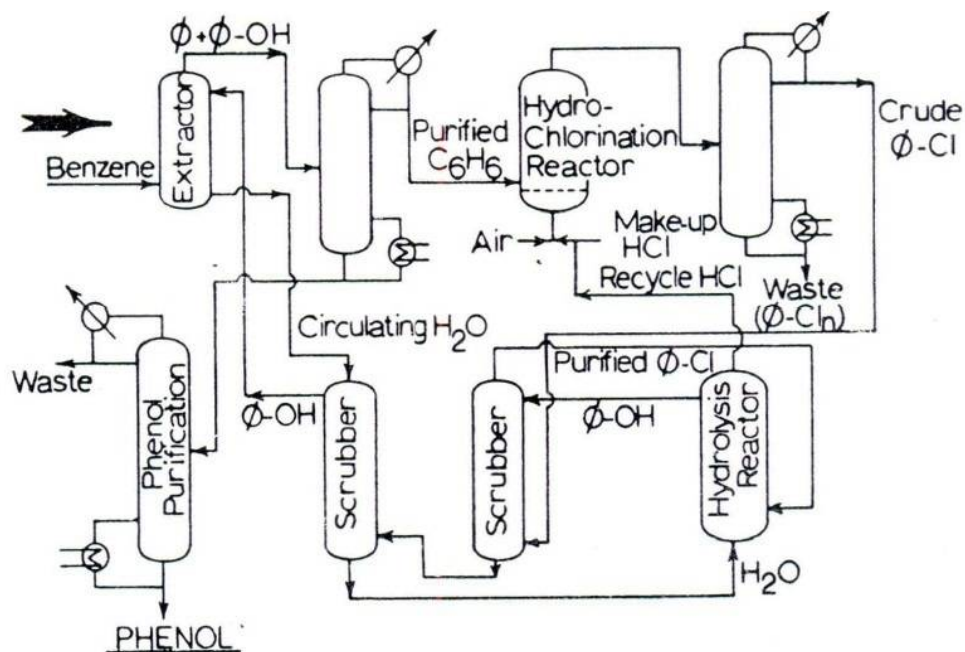 Ø+Ø-OH
Extractor
Benzene
Purified
C₆H₆
Hydro-
Chlorination
Reactor
Crude
Ø-Cl
Air
Make-up
HCl
Recycle HCl
Waste
(Ø-Clₙ)
Circulating H₂O
Purified Ø-Cl
Waste
Phenol
Purification
Ø-OH
Scrubber
Scrubber
Ø-OH
Hydrolysis
Reactor
H₂O
PHENOL